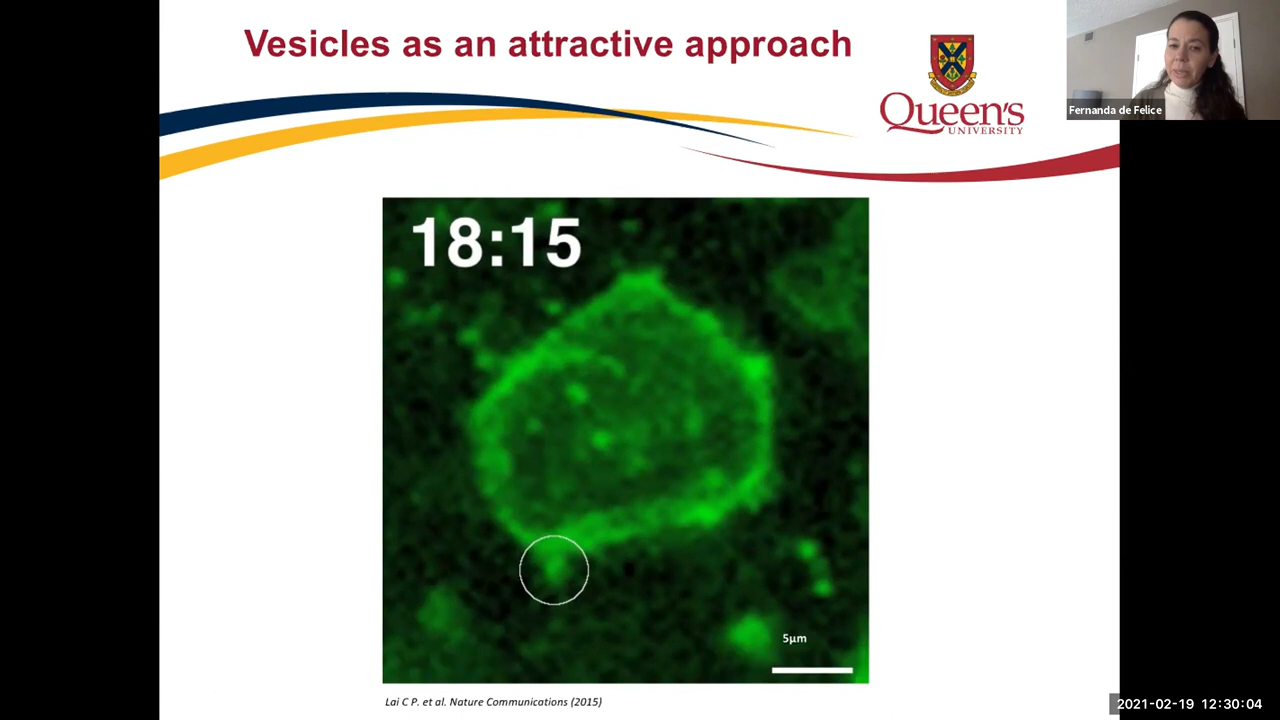 Vesicles as an attractive approach
Queen's
UNIVERSITY
Fernanda de Felice
18:15
5µm
Lai C P. et al. Nature Communications (2015)
2021-02-19 12:30:04